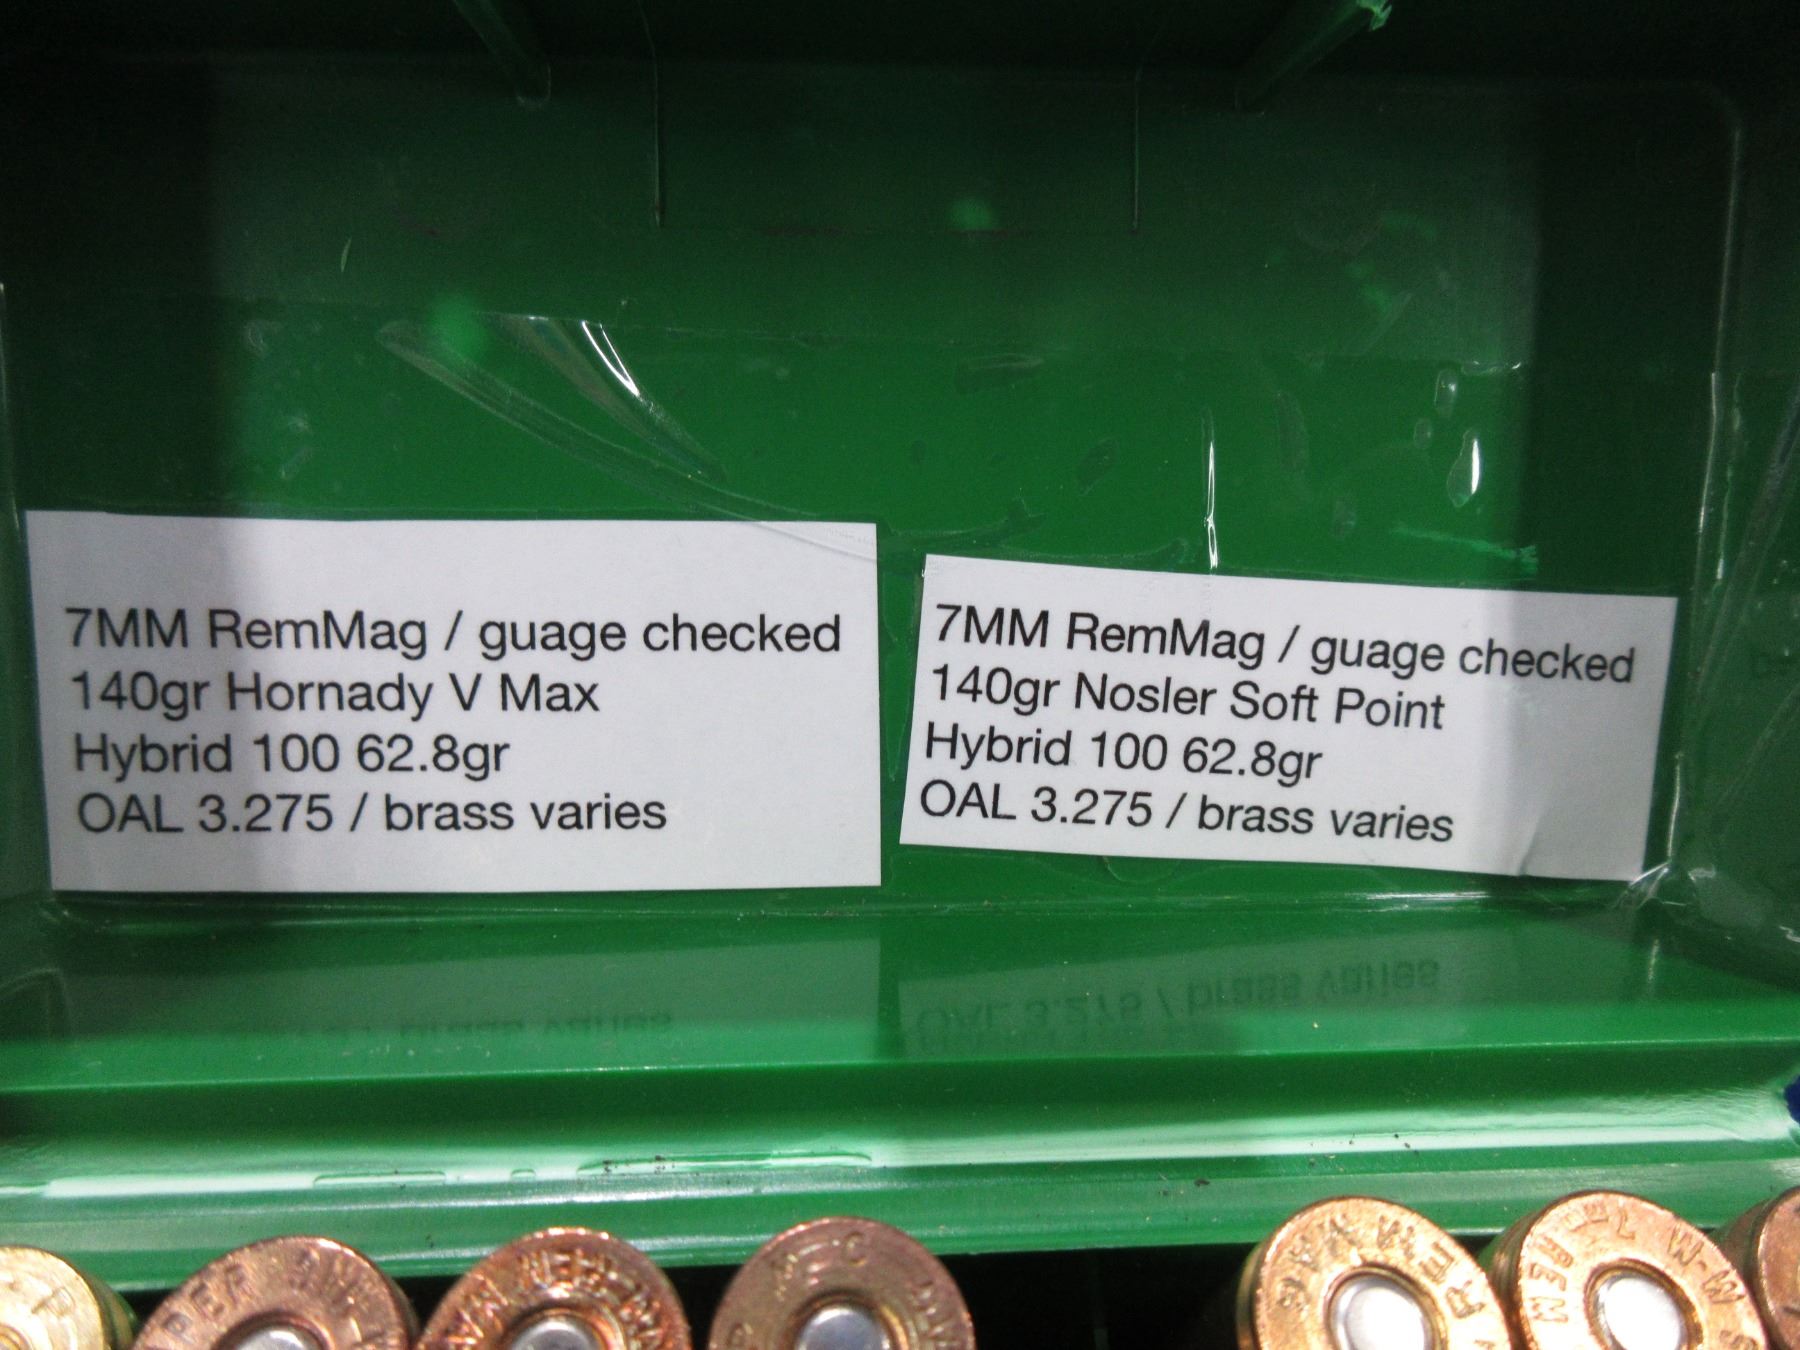 7MM RemMag / guage checked
140gr Hornady V Max
Hybrid 100 62.8gr
OAL 3.275 / brass varies
7MM RemMag / guage checked
140gr Nosler Soft Point
Hybrid 100 62.8gr
OAL 3.275 / brass varies